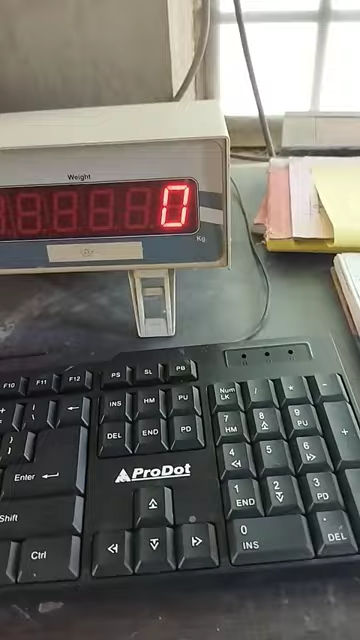 Weight
0
Kg
F10 F11 F12 PS SL PB
INS HM PU Num LK / * -
DEL END PD 7 HM 8 9 PU +
ProDot
4 5 6
Enter
1 END 2 3 PD
Shift
0 INS . DEL
Ctrl